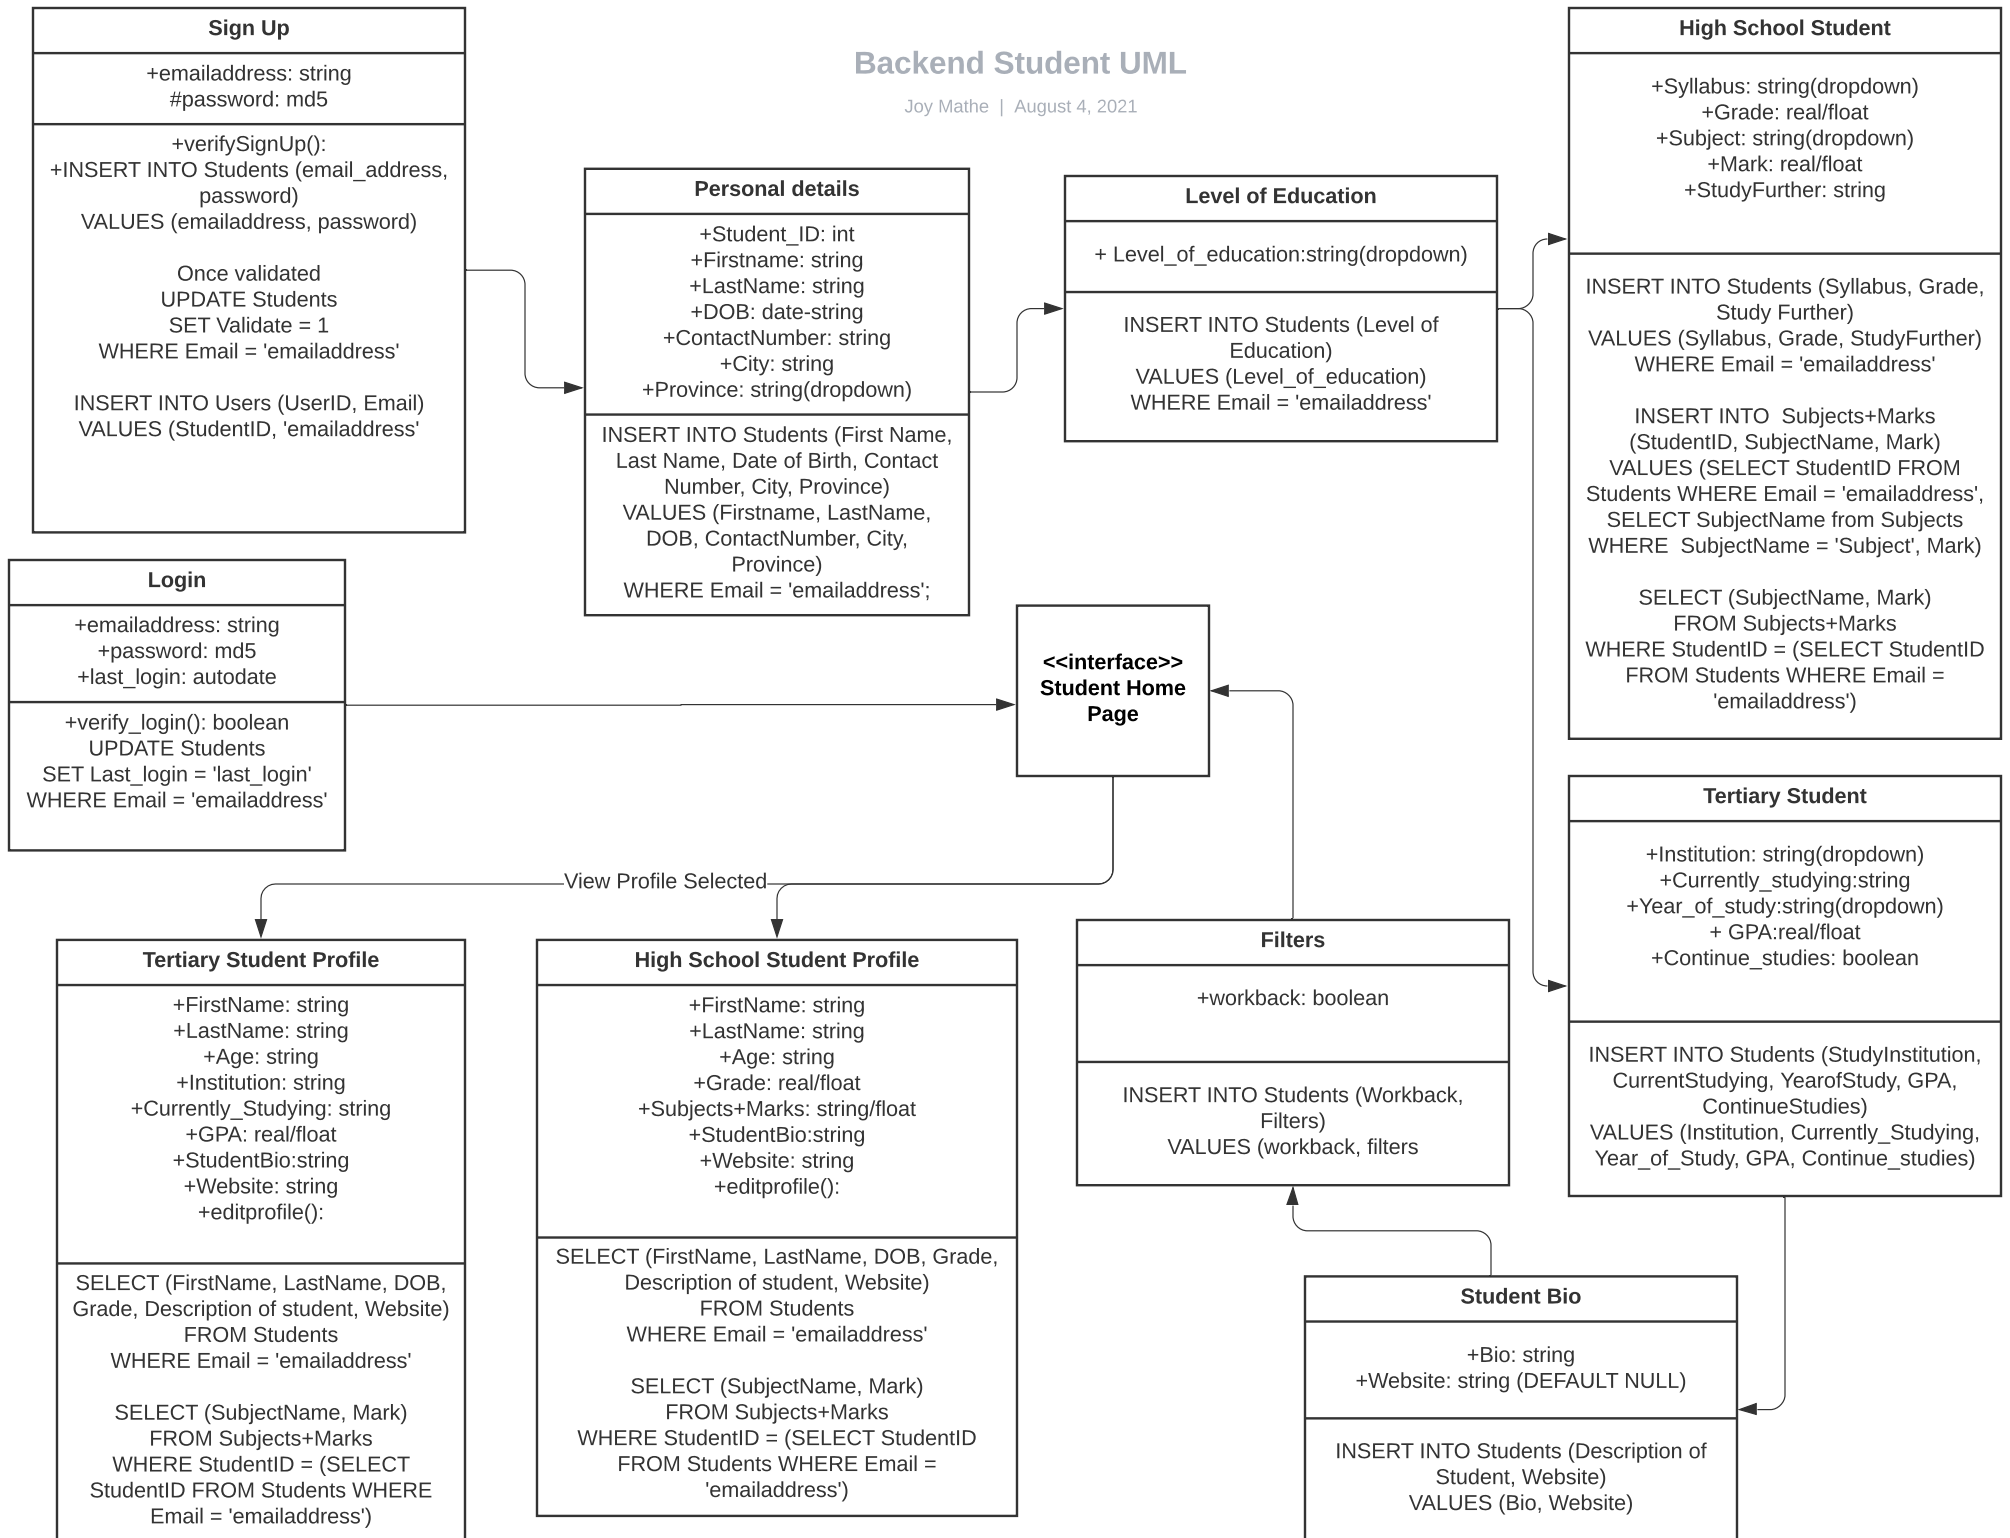 Backend Student UML
Joy Mathe | August 4, 2021
Sign Up
+emailaddress: string
#password: md5
+verifySignUp():
+INSERT INTO Students (email_address,
password)
VALUES (emailaddress, password)
Once validated
UPDATE Students
SET Validate = 1
WHERE Email = 'emailaddress'
INSERT INTO Users (UserID, Email)
VALUES (StudentID, 'emailaddress'
Personal details
+Student_ID: int
+Firstname: string
+LastName: string
+DOB: date-string
+ContactNumber: string
+City: string
+Province: string(dropdown)
INSERT INTO Students (First Name,
Last Name, Date of Birth, Contact
Number, City, Province)
VALUES (Firstname, LastName,
DOB, ContactNumber, City,
Province)
WHERE Email = 'emailaddress';
Level of Education
+ Level_of_education:string(dropdown)
INSERT INTO Students (Level of
Education)
VALUES (Level_of_education)
WHERE Email = 'emailaddress'
High School Student
+Syllabus: string(dropdown)
+Grade: real/float
+Subject: string(dropdown)
+Mark: real/float
+StudyFurther: string
INSERT INTO Students (Syllabus, Grade,
Study Further)
VALUES (Syllabus, Grade, StudyFurther)
WHERE Email = 'emailaddress'
INSERT INTO  Subjects+Marks
(StudentID, SubjectName, Mark)
VALUES (SELECT StudentID FROM
Students WHERE Email = 'emailaddress',
SELECT SubjectName from Subjects
WHERE  SubjectName = 'Subject', Mark)
SELECT (SubjectName, Mark)
FROM Subjects+Marks
WHERE StudentID = (SELECT StudentID
FROM Students WHERE Email =
'emailaddress')
Login
+emailaddress: string
+password: md5
+last_login: autodate
+verify_login(): boolean
UPDATE Students
SET Last_login = 'last_login'
WHERE Email = 'emailaddress'
<<interface>>
Student Home
Page
Tertiary Student
+Institution: string(dropdown)
+Currently_studying:string
+Year_of_study:string(dropdown)
+ GPA:real/float
+Continue_studies: boolean
INSERT INTO Students (StudyInstitution,
CurrentStudying, YearofStudy, GPA,
ContinueStudies)
VALUES (Institution, Currently_Studying,
Year_of_Study, GPA, Continue_studies)
View Profile Selected
Tertiary Student Profile
+FirstName: string
+LastName: string
+Age: string
+Institution: string
+Currently_Studying: string
+GPA: real/float
+StudentBio:string
+Website: string
+editprofile():
SELECT (FirstName, LastName, DOB,
Grade, Description of student, Website)
FROM Students
WHERE Email = 'emailaddress'
SELECT (SubjectName, Mark)
FROM Subjects+Marks
WHERE StudentID = (SELECT
StudentID FROM Students WHERE
Email = 'emailaddress')
High School Student Profile
+FirstName: string
+LastName: string
+Age: string
+Grade: real/float
+Subjects+Marks: string/float
+StudentBio:string
+Website: string
+editprofile():
SELECT (FirstName, LastName, DOB, Grade,
Description of student, Website)
FROM Students
WHERE Email = 'emailaddress'
SELECT (SubjectName, Mark)
FROM Subjects+Marks
WHERE StudentID = (SELECT StudentID
FROM Students WHERE Email =
'emailaddress')
Filters
+workback: boolean
INSERT INTO Students (Workback,
Filters)
VALUES (workback, filters
Student Bio
+Bio: string
+Website: string (DEFAULT NULL)
INSERT INTO Students (Description of
Student, Website)
VALUES (Bio, Website)